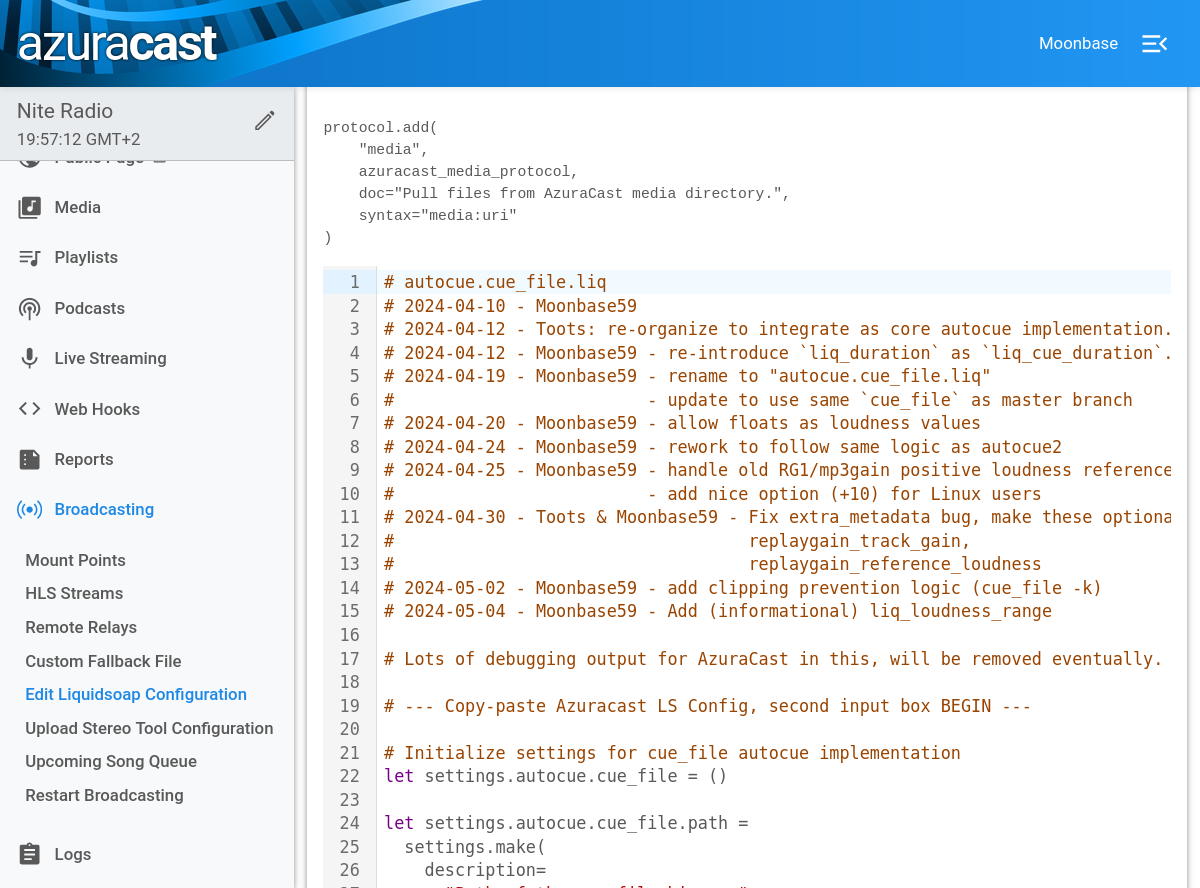 azuracast
Moonbase
Nite Radio
19:57:12 GMT+2
Public Page
Media
Playlists
Podcasts
Live Streaming
Web Hooks
Reports
Broadcasting
Mount Points
HLS Streams
Remote Relays
Custom Fallback File
Edit Liquidsoap Configuration
Upload Stereo Tool Configuration
Upcoming Song Queue
Restart Broadcasting
Logs
protocol.add(
    "media",
    azuracast_media_protocol,
    doc="Pull files from AzuraCast media directory.",
    syntax="media:uri"
)
1 # autocue.cue_file.liq
2 # 2024-04-10 - Moonbase59
3 # 2024-04-12 - Toots: re-organize to integrate as core autocue implementation.
4 # 2024-04-12 - Moonbase59 - re-introduce `liq_duration` as `liq_cue_duration`.
5 # 2024-04-19 - Moonbase59 - rename to "autocue.cue_file.liq"
6 #                         - update to use same `cue_file` as master branch
7 # 2024-04-20 - Moonbase59 - allow floats as loudness values
8 # 2024-04-24 - Moonbase59 - rework to follow same logic as autocue2
9 # 2024-04-25 - Moonbase59 - handle old RG1/mp3gain positive loudness reference
10 #                         - add nice option (+10) for Linux users
11 # 2024-04-30 - Toots & Moonbase59 - Fix extra_metadata bug, make these optiona
12 #                                   replaygain_track_gain,
13 #                                   replaygain_reference_loudness
14 # 2024-05-02 - Moonbase59 - add clipping prevention logic (cue_file -k)
15 # 2024-05-04 - Moonbase59 - Add (informational) liq_loudness_range
16
17 # Lots of debugging output for AzuraCast in this, will be removed eventually.
18
19 # --- Copy-paste Azuracast LS Config, second input box BEGIN ---
20
21 # Initialize settings for cue_file autocue implementation
22 let settings.autocue.cue_file = ()
23
24 let settings.autocue.cue_file.path =
25   settings.make(
26     description=